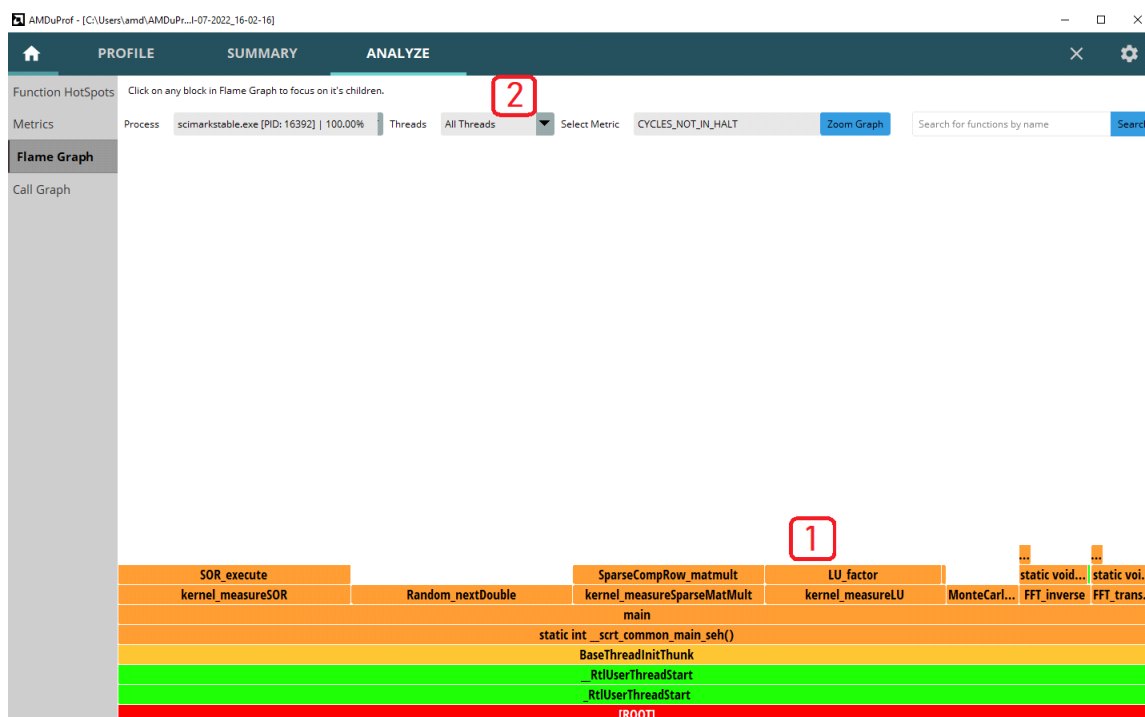 AMDuProf - [C:\Users\amd\AMDuPr...l-07-2022_16-02-16]
PROFILE SUMMARY ANALYZE
Function HotSpots
Click on any block in Flame Graph to focus on it's children.
2
Metrics
Process scimarkstable.exe [PID: 16392] | 100.00% Threads All Threads Select Metric CYCLES_NOT_IN_HALT Zoom Graph Search for functions by name Search
Flame Graph
Call Graph
1
... ...
SOR_execute SparseCompRow_matmult LU_factor static void... static voi...
kernel_measureSOR Random_nextDouble kernel_measureSparseMatMult kernel_measureLU MonteCarl... FFT_inverse FFT_trans...
main
static int __scrt_common_main_seh()
BaseThreadInitThunk
__RtlUserThreadStart
_RtlUserThreadStart
[ROOT]